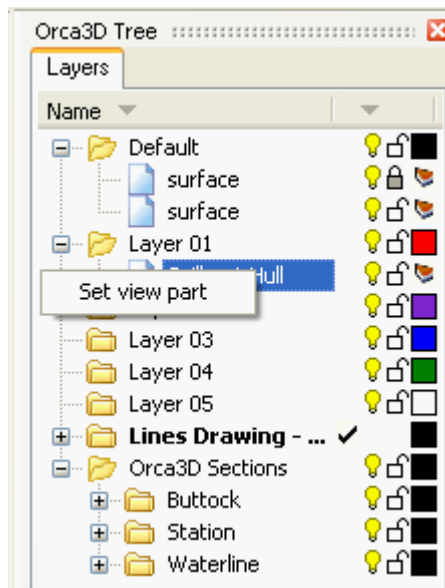 Orca3D Tree
Layers
Name
Default
surface
surface
Layer 01
Hull
Set view part
Layer 03
Layer 04
Layer 05
Lines Drawing - ...
Orca3D Sections
Buttock
Station
Waterline